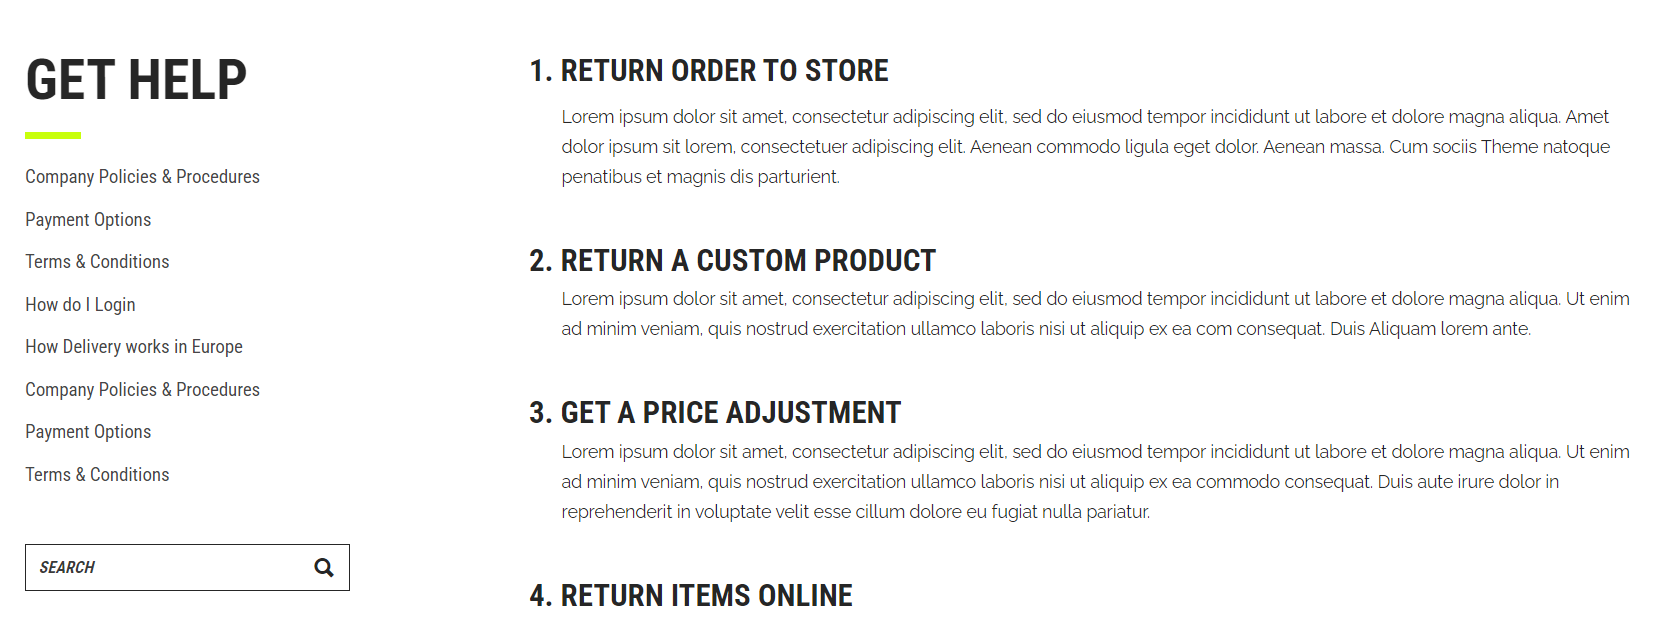 GET HELP
Company Policies & Procedures
Payment Options
Terms & Conditions
How do I Login
How Delivery works in Europe
Company Policies & Procedures
Payment Options
Terms & Conditions
SEARCH
1. RETURN ORDER TO STORE
Lorem ipsum dolor sit amet, consectetur adipiscing elit, sed do eiusmod tempor incididunt ut labore et dolore magna aliqua. Amet
dolor ipsum sit lorem, consectetuer adipiscing elit. Aenean commodo ligula eget dolor. Aenean massa. Cum sociis Theme natoque
penatibus et magnis dis parturient.
2. RETURN A CUSTOM PRODUCT
Lorem ipsum dolor sit amet, consectetur adipiscing elit, sed do eiusmod tempor incididunt ut labore et dolore magna aliqua. Ut enim
ad minim veniam, quis nostrud exercitation ullamco laboris nisi ut aliquip ex ea com consequat. Duis Aliquam lorem ante.
3. GET A PRICE ADJUSTMENT
Lorem ipsum dolor sit amet, consectetur adipiscing elit, sed do eiusmod tempor incididunt ut labore et dolore magna aliqua. Ut enim
ad minim veniam, quis nostrud exercitation ullamco laboris nisi ut aliquip ex ea commodo consequat. Duis aute irure dolor in
reprehenderit in voluptate velit esse cillum dolore eu fugiat nulla pariatur.
4. RETURN ITEMS ONLINE